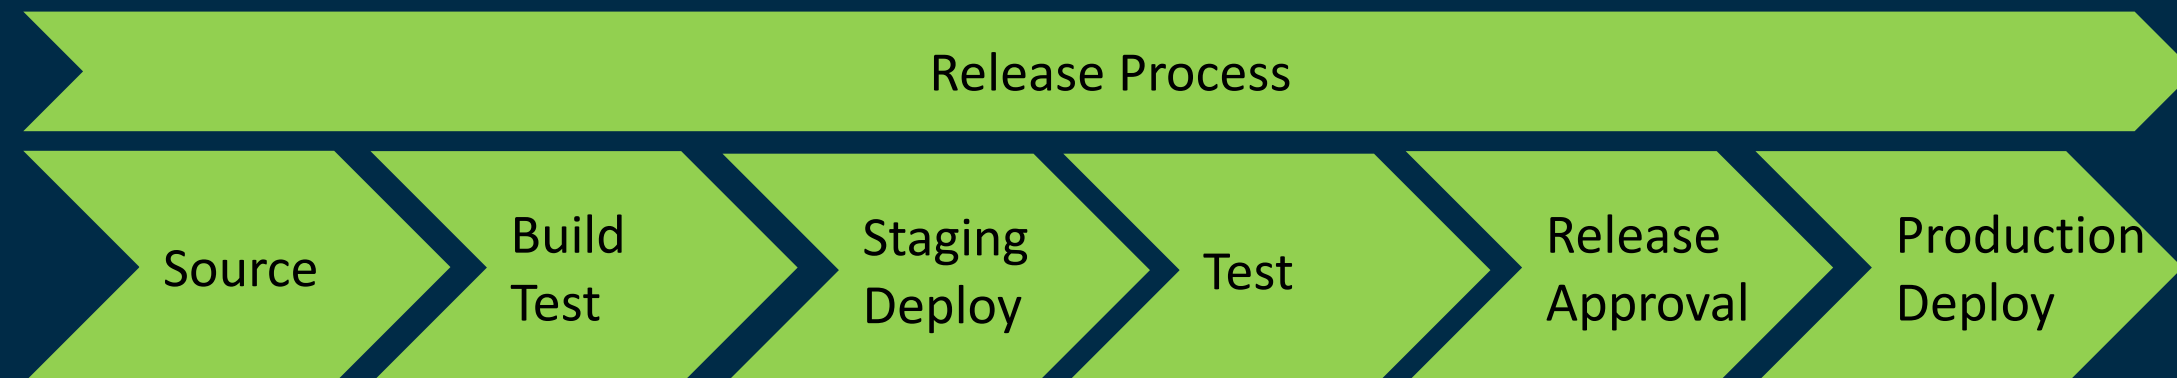 Release Process
Source
Build
Test
Staging
Deploy
Test
Release
Approval
Production
Deploy